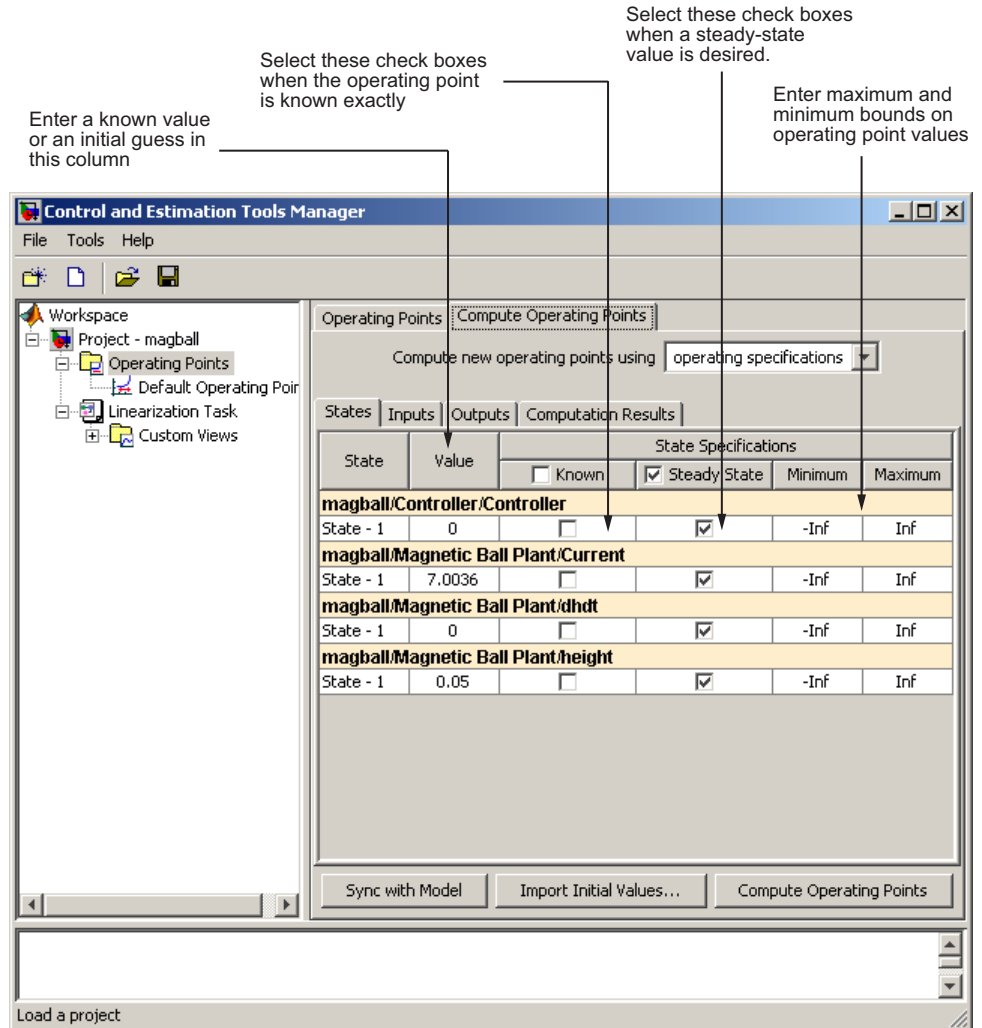 Select these check boxes
when a steady-state
value is desired.
Select these check boxes
when the operating point
is known exactly
Enter maximum and
minimum bounds on
operating point values
Enter a known value
or an initial guess in
this column
Control and Estimation Tools Manager
File Tools Help
Workspace
Project - magball
Operating Points
Default Operating Poir
Linearization Task
Custom Views
Operating Points Compute Operating Points
Compute new operating points using operating specifications
States Inputs Outputs Computation Results
State Value State Specifications
Known Steady State Minimum Maximum
magball/Controller/Controller
State - 1 0 -Inf Inf
magball/Magnetic Ball Plant/Current
State - 1 7.0036 -Inf Inf
magball/Magnetic Ball Plant/dhdt
State - 1 0 -Inf Inf
magball/Magnetic Ball Plant/height
State - 1 0.05 -Inf Inf
Sync with Model Import Initial Values... Compute Operating Points
Load a project